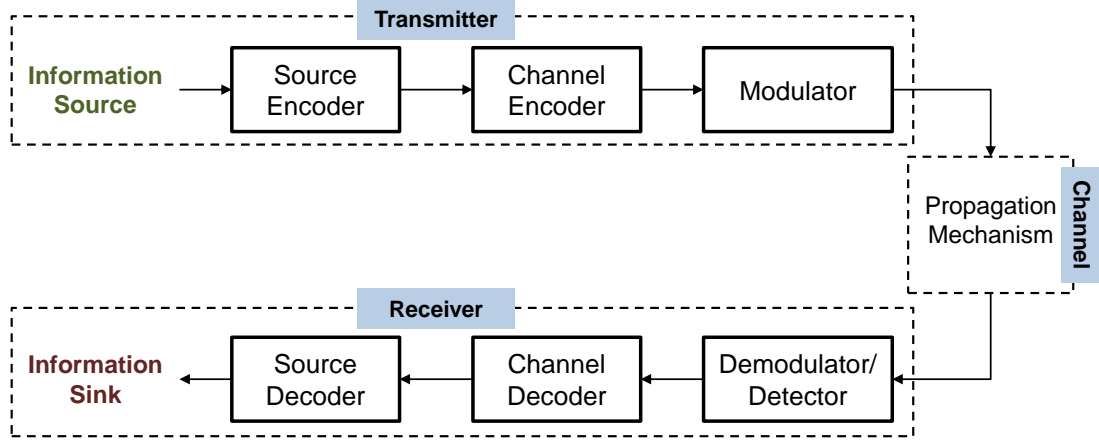 Transmitter
Information
Source
Source
Encoder
Channel
Encoder
Modulator
Propagation
Mechanism
Channel
Receiver
Information
Sink
Source
Decoder
Channel
Decoder
Demodulator/
Detector